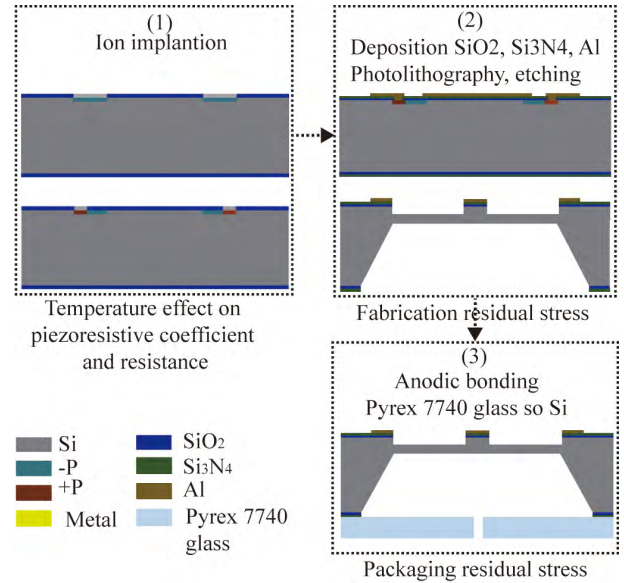 (1)
Ion implantion
Temperature effect on
piezoresistive coefficient
and resistance
(2)
Deposition SiO2, Si3N4, Al
Photolithography, etching
Fabrication residual stress
(3)
Anodic bonding
Pyrex 7740 glass so Si
Packaging residual stress
Si
-P
+P
Metal
SiO₂
Si₃N₄
Al
Pyrex 7740
glass